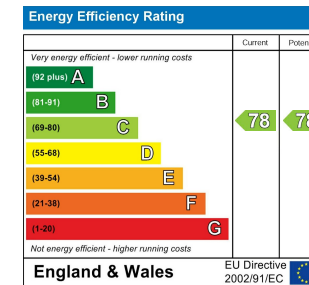 Energy Efficiency Rating
Current
Very energy efficient - lower running costs
(92 plus) A
(81-91) B
(69-80) C
78
(55-68) D
(39-54) E
(21-38) F
(1-20) G
Not energy efficient - higher running costs
England & Wales
EU Directive
2002/91/EC